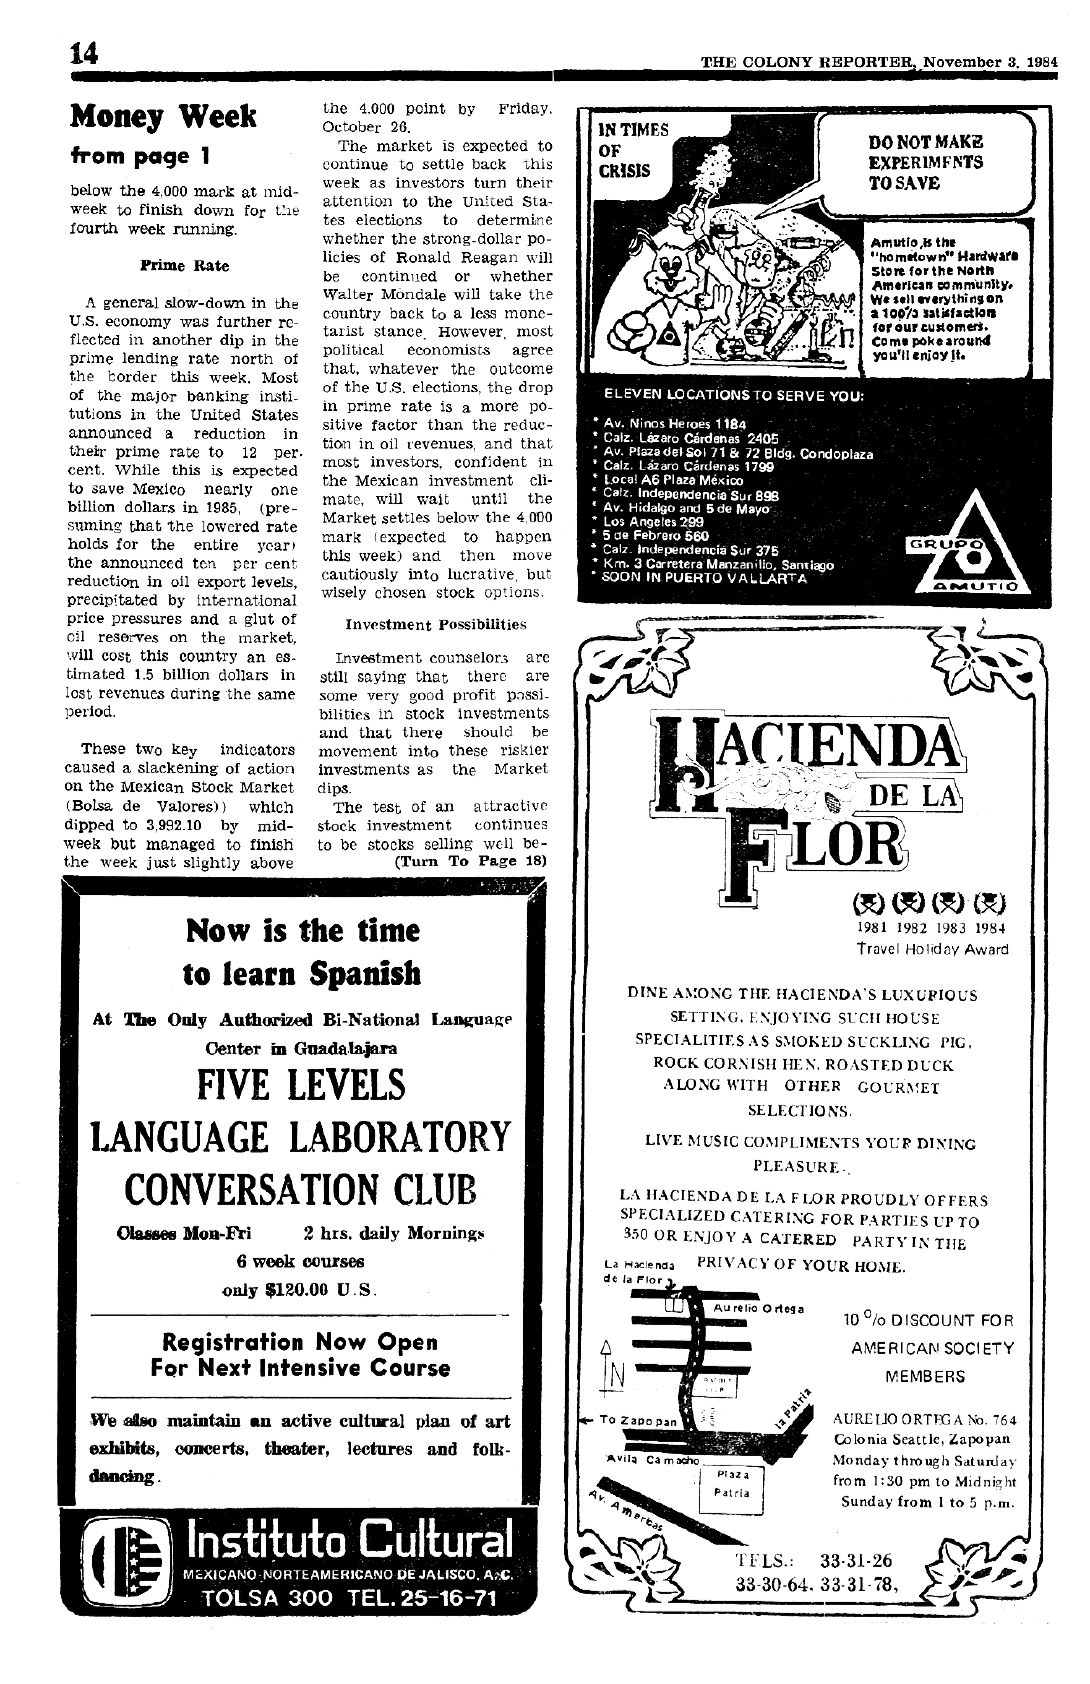 14
THE COLONY REPORTER, November 3, 1984
Money Week
from page 1
below the 4,000 mark at mid-
week to finish down for the
fourth week running.
Prime Rate
A general slow-down in the
U.S. economy was further re-
flected in another dip in the
prime lending rate north of
the border this week. Most
of the major banking insti-
tutions in the United States
announced a reduction in
their prime rate to 12 per-
cent. While this is expected
to save Mexico nearly one
billion dollars in 1985, (pre-
suming that the lowered rate
holds for the entire year)
the announced ten per cent
reduction in oil export levels,
precipitated by international
price pressures and a glut of
oil reserves on the market,
will cost this country an es-
timated 1.5 billion dollars in
lost revenues during the same
period.
These two key indicators
caused a slackening of action
on the Mexican Stock Market
(Bolsa de Valores)) which
dipped to 3,992.10 by mid-
week but managed to finish
the week just slightly above
the 4,000 point by Friday,
October 26.
The market is expected to
continue to settle back this
week as investors turn their
attention to the United Sta-
tes elections to determine
whether the strong-dollar po-
licies of Ronald Reagan will
be continued or whether
Walter Mondale will take the
country back to a less mone-
tarist stance. However, most
political economists agree
that, whatever the outcome
of the U.S. elections, the drop
in prime rate is a more po-
sitive factor than the reduc-
tion in oil revenues, and that
most investors, confident in
the Mexican investment cli-
mate, will wait until the
Market settles below the 4,000
mark (expected to happen
this week) and then move
cautiously into lucrative, but
wisely chosen stock options.
Investment Possibilities
Investment counselors are
still saying that there are
some very good profit possi-
bilities in stock investments
and that there should be
movement into these riskier
investments as the Market
dips.
The test of an attractive
stock investment continues
to be stocks selling well be-
(Turn To Page 18)
IN TIMES
OF
CRISIS
DO NOT MAKE
EXPERIMENTS
TO SAVE
Amutio, is the
"hometown" Hardware
Store for the North
American community.
We sell everything on
a 100% satisfaction
for our customers.
Come poke around
you'll enjoy it.
ELEVEN LOCATIONS TO SERVE YOU:
* Av. Ninos Heroes 1184
* Calz. Lázaro Cárdenas 2405
* Av. Plaza del Sol 71 & 72 Bldg. Condoplaza
* Calz. Lázaro Cárdenas 1799
* Local A6 Plaza México
* Calz. Independencia Sur 898
* Av. Hidalgo and 5 de Mayo
* Los Angeles 299
* 5 de Febrero 560
* Calz. Independencia Sur 375
* Km. 3 Carretera Manzanillo, Santiago
* SOON IN PUERTO VALLARTA
GRUPO
AMUTIO
HACIENDA
DE LA
FLOR
1981 1982 1983 1984
Travel Holiday Award
DINE AMONG THE HACIENDA'S LUXURIOUS
SETTING, ENJOYING SUCH HOUSE
SPECIALITIES AS SMOKED SUCKLING PIG,
ROCK CORNISH HEN, ROASTED DUCK
ALONG WITH OTHER GOURMET
SELECTIONS.
LIVE MUSIC COMPLIMENTS YOUR DINING
PLEASURE.
LA HACIENDA DE LA FLOR PROUDLY OFFERS
SPECIALIZED CATERING FOR PARTIES UP TO
350 OR ENJOY A CATERED PARTY IN THE
PRIVACY OF YOUR HOME.
La Hacienda
de la Flor
Aurelio Ortega
N
To Zapopan
la Patria
Avila Camacho
Plaza
Patria
Av. Americas
10 % DISCOUNT FOR
AMERICAN SOCIETY
MEMBERS
AURELIO ORTEGA No. 764
Colonia Seattle, Zapopan
Monday through Saturday
from 1:30 pm to Midnight
Sunday from 1 to 5 p.m.
TELS.: 33-31-26
33-30-64, 33-31-78,
Now is the time
to learn Spanish
At The Only Authorized Bi-National Language
Center in Guadalajara
FIVE LEVELS
LANGUAGE LABORATORY
CONVERSATION CLUB
Classes Mon-Fri 2 hrs. daily Mornings
6 week courses
only $120.00 U.S.
Registration Now Open
For Next Intensive Course
We also maintain an active cultural plan of art
exhibits, concerts, theater, lectures and folk-
dancing.
Instituto Cultural
MEXICANO-NORTEAMERICANO DE JALISCO, A.C.
TOLSA 300 TEL. 25-16-71